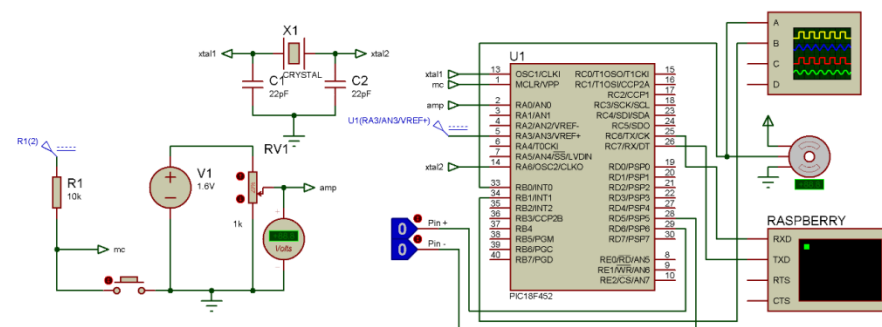 X1
xtal1
xtal2
CRYSTAL
C1
22pF
C2
22pF
R1(2)
R1
10k
mc
V1
1.6V
RV1
1k
amp
Volts
U1(RA3/AN3/VREF+)
xtal1
mc
amp
xtal2
U1
13 OSC1/CLKI
1 MCLR/VPP
2 RA0/AN0
3 RA1/AN1
4 RA2/AN2/VREF-
5 RA3/AN3/VREF+
6 RA4/T0CKI
7 RA5/AN4/SS/LVDIN
14 RA6/OSC2/CLKO
33 RB0/INT0
34 RB1/INT1
35 RB2/INT2
36 RB3/CCP2B
37 RB4
38 RB5/PGM
39 RB6/PGC
40 RB7/PGD
RC0/T1OSO/T1CKI 15
RC1/T1OSI/CCP2A 16
RC2/CCP1 17
RC3/SCK/SCL 18
RC4/SDI/SDA 23
RC5/SDO 24
RC6/TX/CK 25
RC7/RX/DT 26
RD0/PSP0 19
RD1/PSP1 20
RD2/PSP2 21
RD3/PSP3 22
RD4/PSP4 27
RD5/PSP5 28
RD6/PSP6 29
RD7/PSP7 30
RE0/RD/AN5 8
RE1/WR/AN6 9
RE2/CS/AN7 10
PIC18F452
0 Pin +
0 Pin -
A
B
C
D
RASPBERRY
RXD
TXD
RTS
CTS